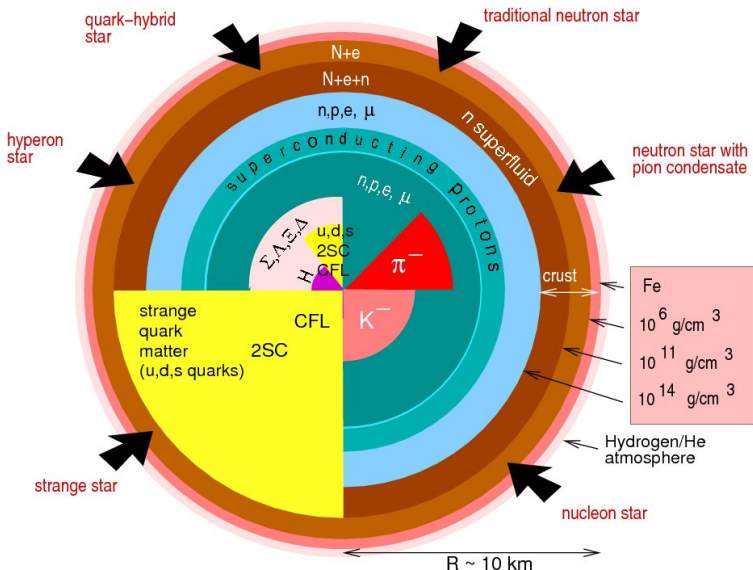 quark–hybrid
star
traditional neutron star
N+e
N+e+n
n,p,e, μ
n superfluid
hyperon
star
neutron star with
pion condensate
superconducting protons
n,p,e, μ
Σ,Λ,Ξ,Δ
u,d,s
2SC
CFL
H
π⁻
crust
Fe
10⁶ g/cm³
10¹¹ g/cm³
10¹⁴ g/cm³
K⁻
CFL
2SC
strange
quark
matter
(u,d,s quarks)
Hydrogen/He
atmosphere
strange star
nucleon star
R ~ 10 km